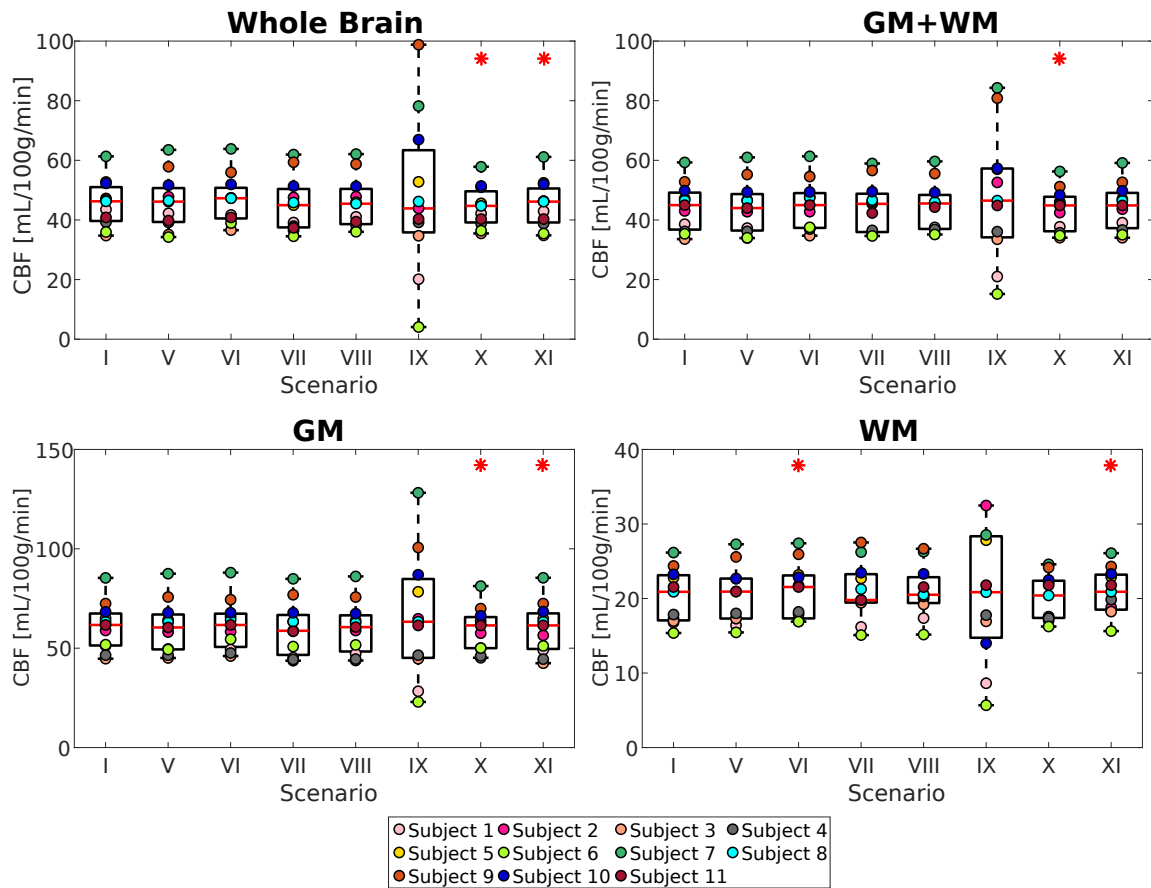 Whole Brain
GM+WM
CBF [mL/100g/min]
100
80
60
40
20
0
I V VI VII VIII IX X XI
Scenario
CBF [mL/100g/min]
100
80
60
40
20
0
I V VI VII VIII IX X XI
Scenario
GM
WM
CBF [mL/100g/min]
150
100
50
0
I V VI VII VIII IX X XI
Scenario
CBF [mL/100g/min]
40
30
20
10
0
I V VI VII VIII IX X XI
Scenario
Subject 1 Subject 2 Subject 3 Subject 4
Subject 5 Subject 6 Subject 7 Subject 8
Subject 9 Subject 10 Subject 11